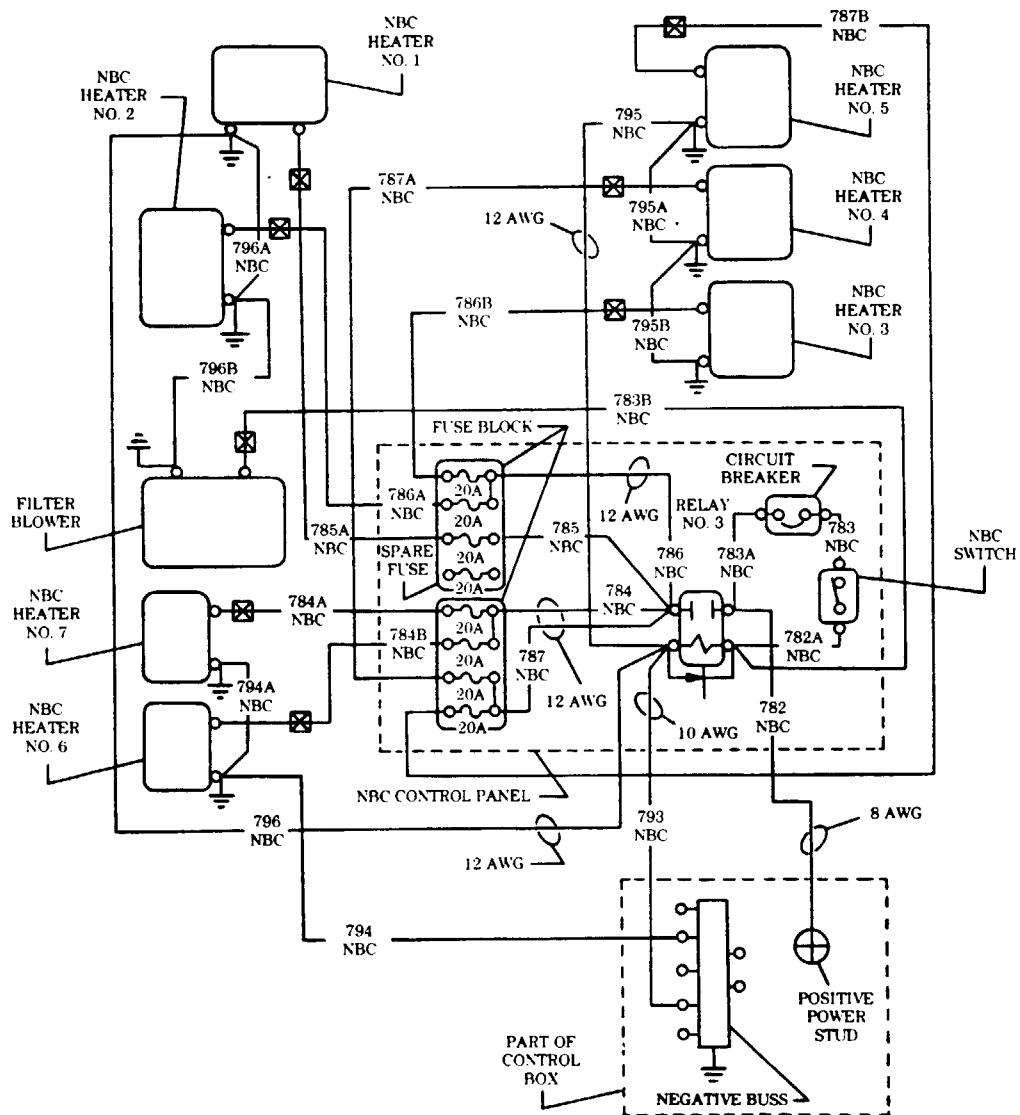 NBC
HEATER
NO. 1
787B
NBC
NBC
HEATER
NO. 2
NBC
HEATER
NO. 5
795
NBC
787A
NBC
NBC
HEATER
NO. 4
12 AWG
795A
NBC
796A
NBC
786B
NBC
795B
NBC
NBC
HEATER
NO. 3
796B
NBC
783B
NBC
FUSE BLOCK
CIRCUIT
BREAKER
FILTER
BLOWER
786A
NBC
20A
20A
12 AWG
RELAY
NO. 3
785A
NBC
785
NBC
786
NBC
783A
NBC
783
NBC
NBC
SWITCH
SPARE
FUSE
20A
20A
NBC
HEATER
NO. 7
784A
NBC
784
NBC
20A
784B
NBC
787
NBC
782A
NBC
20A
794A
NBC
20A
12 AWG
782
NBC
NBC
HEATER
NO. 6
20A
10 AWG
NBC CONTROL PANEL
796
NBC
793
NBC
8 AWG
12 AWG
794
NBC
POSITIVE
POWER
STUD
PART OF
CONTROL
BOX
NEGATIVE BUSS